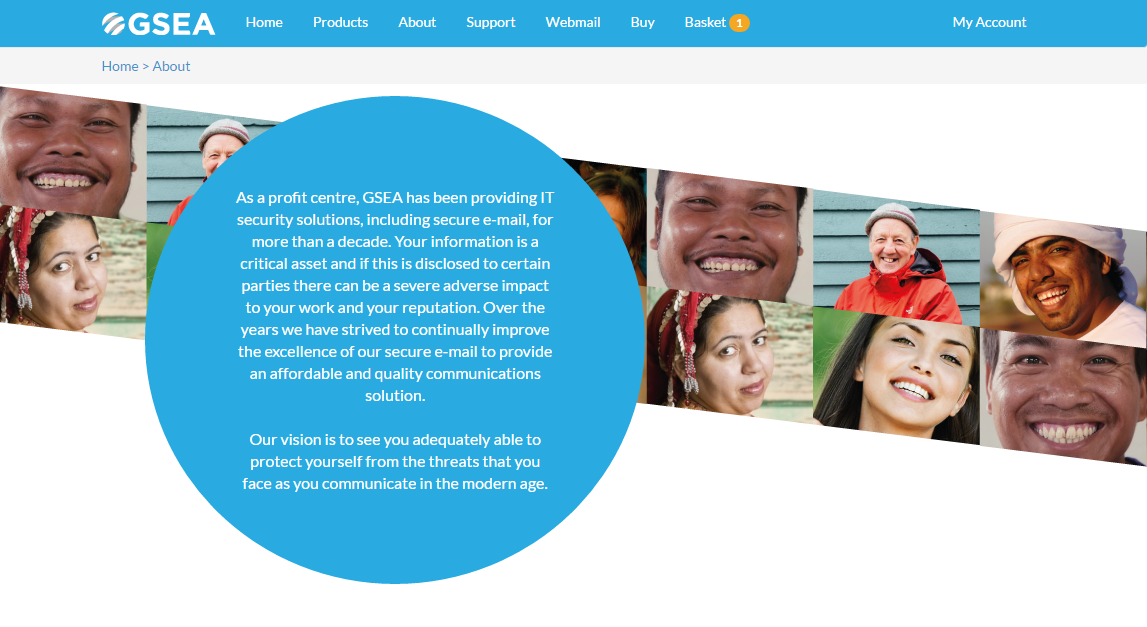 GSEA Home Products About Support Webmail Buy Basket 1 My Account
Home > About
As a profit centre, GSEA has been providing IT
security solutions, including secure e-mail, for
more than a decade. Your information is a
critical asset and if this is disclosed to certain
parties there can be a severe adverse impact
to your work and your reputation. Over the
years we have strived to continually improve
the excellence of our secure e-mail to provide
an affordable and quality communications
solution.
Our vision is to see you adequately able to
protect yourself from the threats that you
face as you communicate in the modern age.